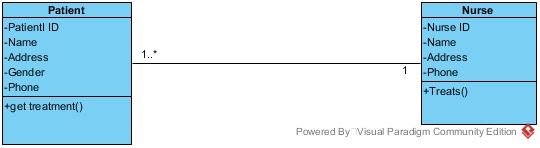 Patient
-PatientI ID
-Name
-Address
-Gender
-Phone
+get treatment()
1..*
1
Nurse
-Nurse ID
-Name
-Address
-Phone
+Treats()
Powered By Visual Paradigm Community Edition